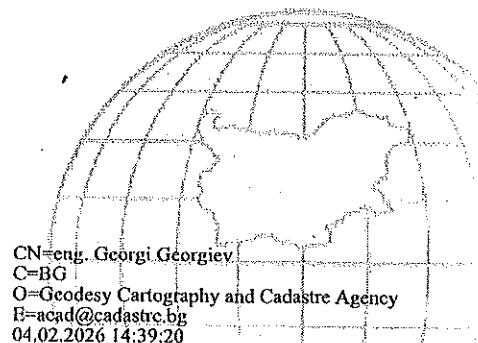 CN=eng. Georgi Georgiev
C=BG
O=Geodesy Cartography and Cadastre Agency
E=acad@cadastre.bg
04.02.2026 14:39:20